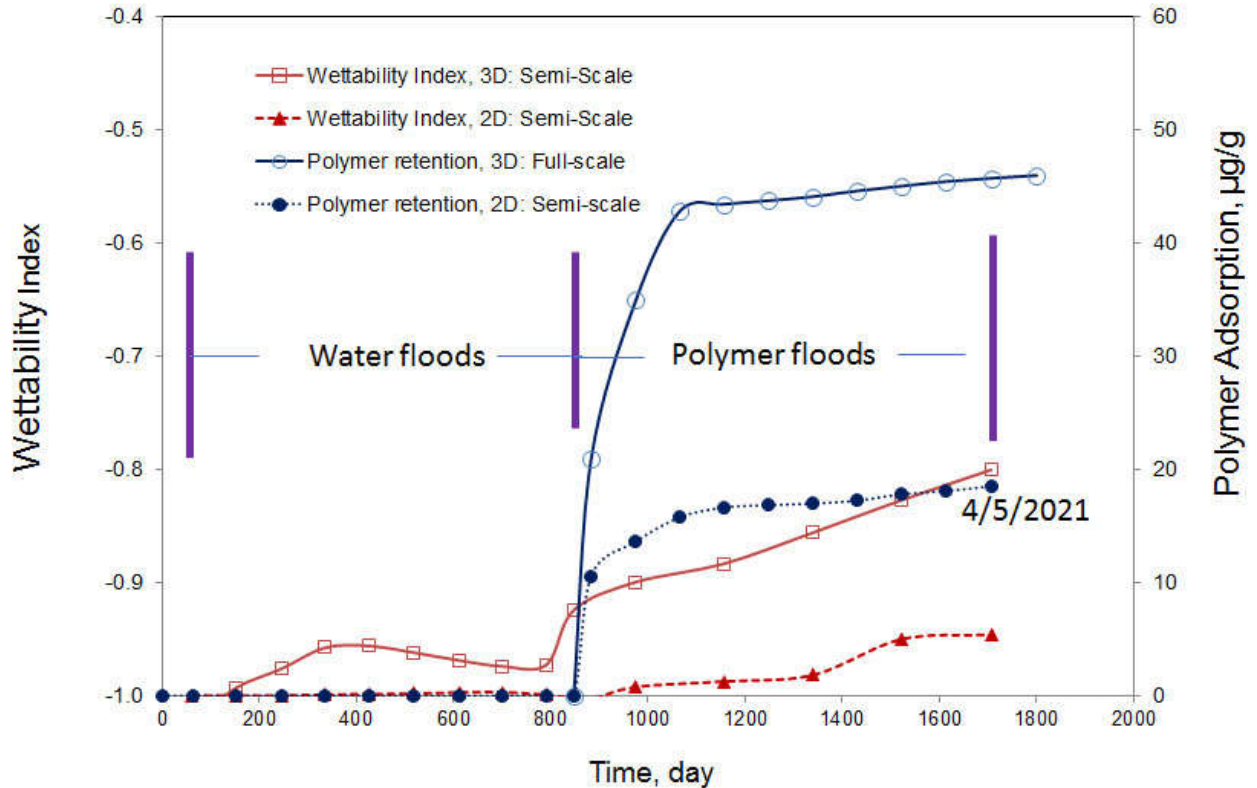 -0.4
-0.5
-0.6
-0.7
-0.8
-0.9
-1.0
Wettability Index
Wettability Index, 3D: Semi-Scale
Wettability Index, 2D: Semi-Scale
Polymer retention, 3D: Full-scale
Polymer retention, 2D: Semi-scale
Water floods
Polymer floods
4/5/2021
60
50
40
30
20
10
0
Polymer Adsorption, µg/g
0 200 400 600 800 1000 1200 1400 1600 1800 2000
Time, day